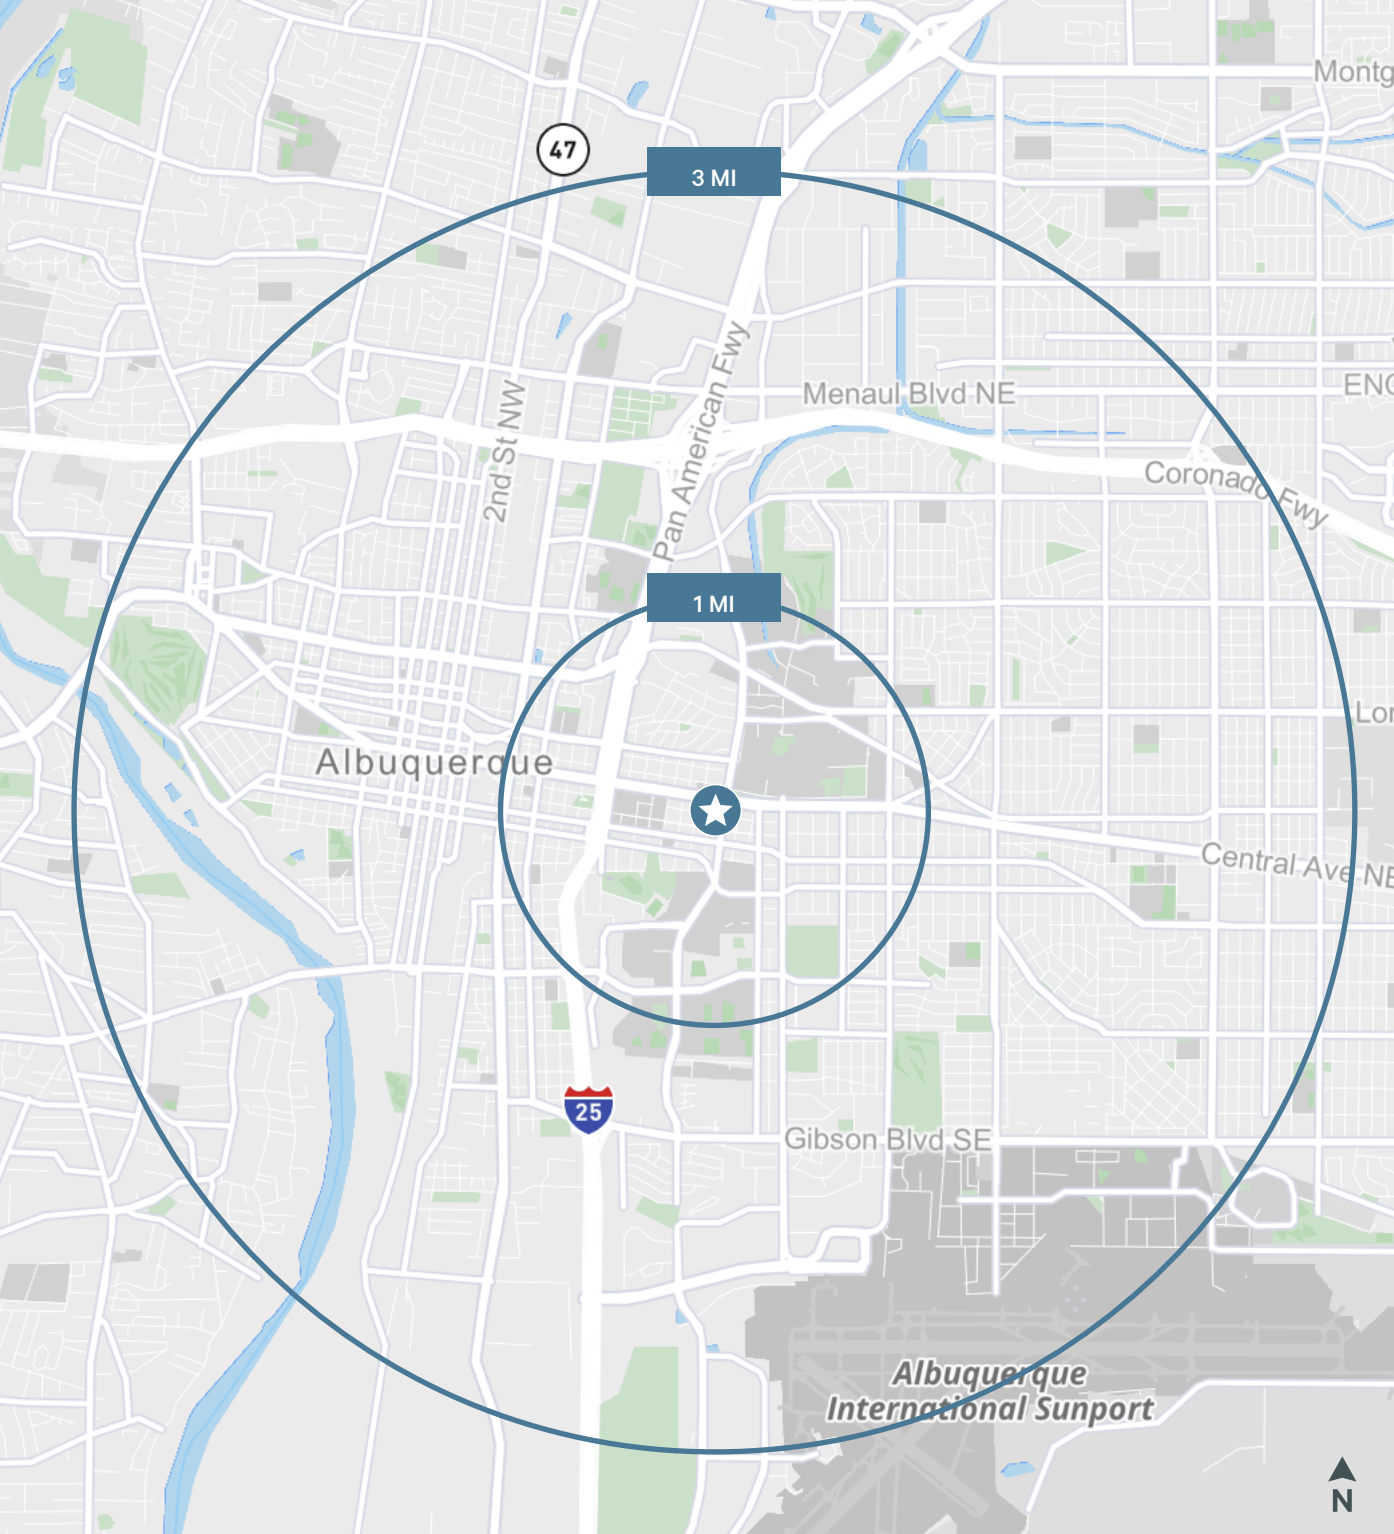 Montg
47
3 MI
Pan American Fwy
Menaul Blvd NE
ENC
2nd St NW
Coronado Fwy
1 MI
Lor
Albuquerque
Central Ave NE
25
Gibson Blvd SE
Albuquerque
International Sunport
N